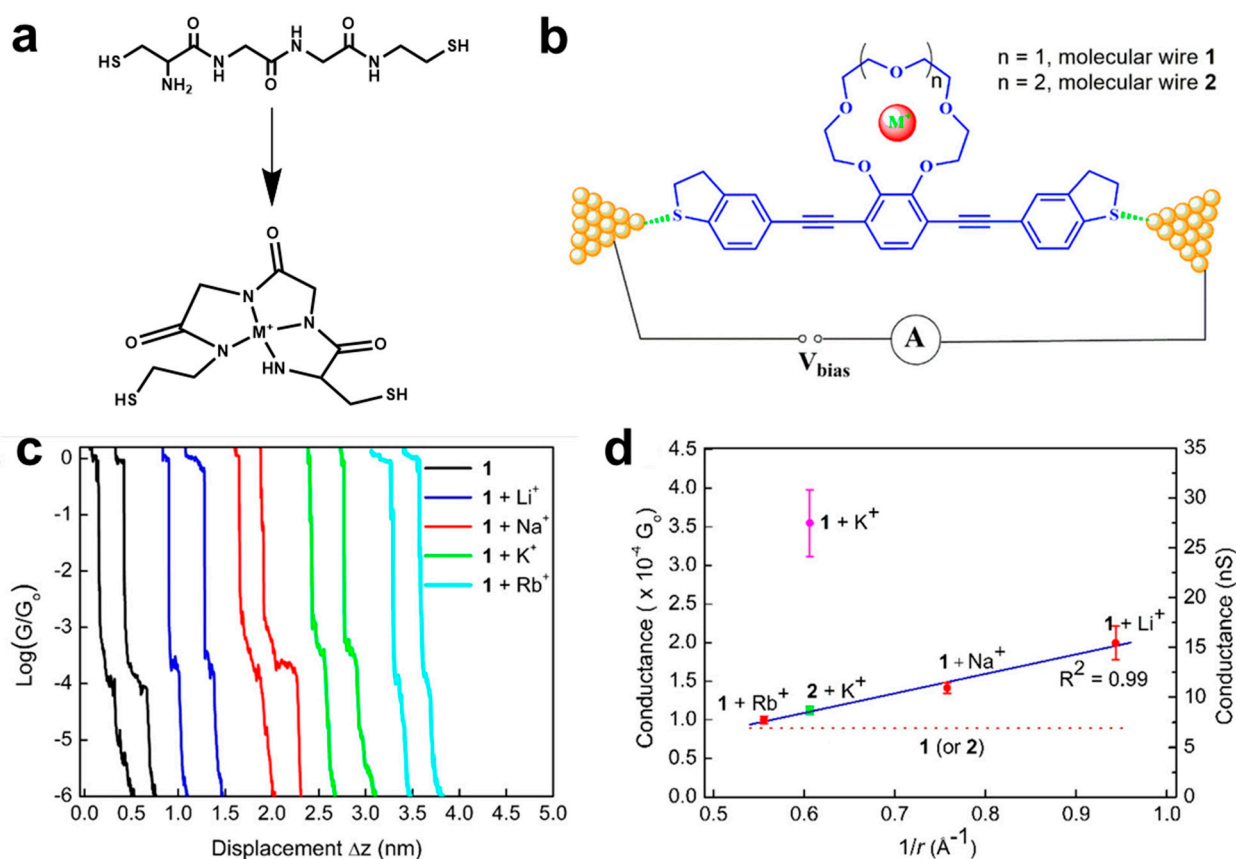 a
O
H
N
O
SH
HS
N
H
NH₂
O
N
H
O
O
N
N
M⁺
O
N
HN
O
HS
SH
b
n = 1, molecular wire 1
n = 2, molecular wire 2
O
n
O
O
M⁺
O
O
S
S
V bias
A
c
0
-1
-2
-3
-4
-5
-6
Log(G/G₀)
1
1 + Li⁺
1 + Na⁺
1 + K⁺
1 + Rb⁺
0.0 0.5 1.0 1.5 2.0 2.5 3.0 3.5 4.0 4.5 5.0
Displacement Δz (nm)
d
4.5
4.0
3.5
3.0
2.5
2.0
1.5
1.0
0.5
0.0
Conductance ( x 10⁻⁴ G₀)
1 + K⁺
1 + Li⁺
1 + Na⁺
R² = 0.99
1 + Rb⁺ 2 + K⁺
1 (or 2)
35
30
25
20
15
10
5
0
Conductance (nS)
0.5 0.6 0.7 0.8 0.9 1.0
1/r (Å⁻¹)